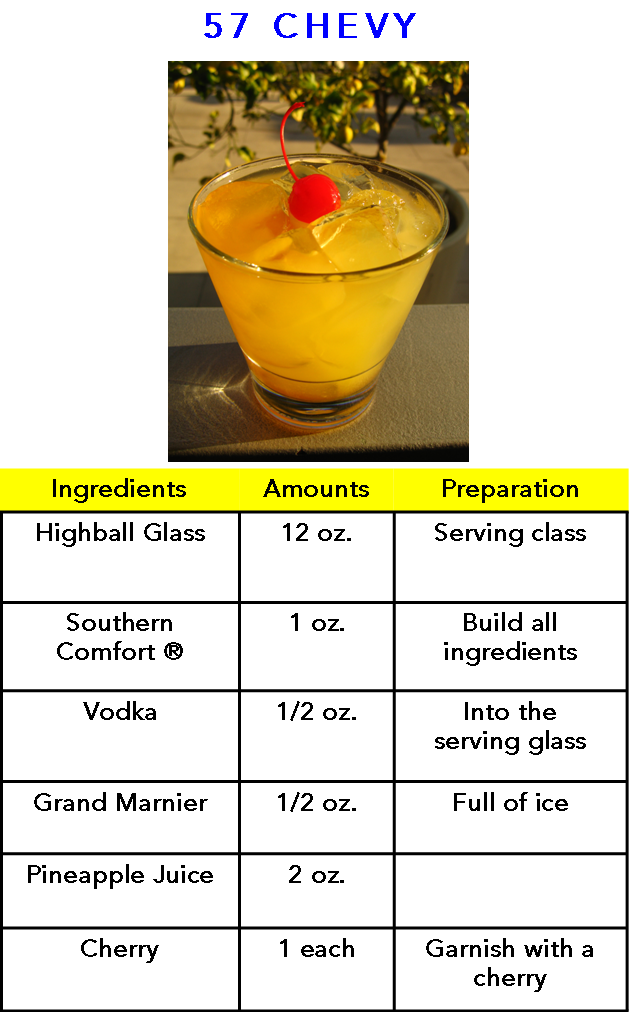 57 CHEVY
Ingredients Amounts Preparation
Highball Glass 12 oz. Serving class
Southern 1 oz. Build all
Comfort ® ingredients
Vodka 1/2 oz. Into the
serving glass
Grand Marnier 1/2 oz. Full of ice
Pineapple Juice 2 oz.
Cherry 1 each Garnish with a
cherry